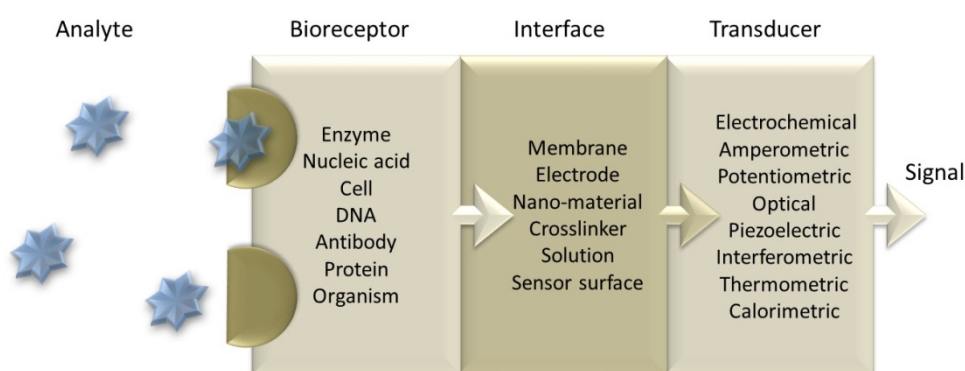 Analyte
Bioreceptor
Interface
Transducer
Enzyme
Nucleic acid
Cell
DNA
Antibody
Protein
Organism
Membrane
Electrode
Nano-material
Crosslinker
Solution
Sensor surface
Electrochemical
Amperometric
Potentiometric
Optical
Piezoelectric
Interferometric
Thermometric
Calorimetric
Signal